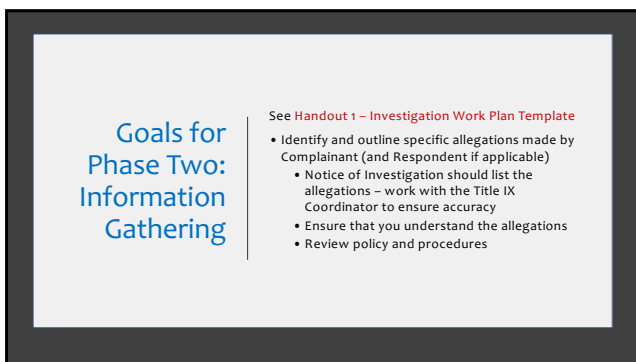 Goals for
Phase Two:
Information
Gathering
See Handout 1 – Investigation Work Plan Template
• Identify and outline specific allegations made by
Complainant (and Respondent if applicable)
• Notice of Investigation should list the
allegations – work with the Title IX
Coordinator to ensure accuracy
• Ensure that you understand the allegations
• Review policy and procedures